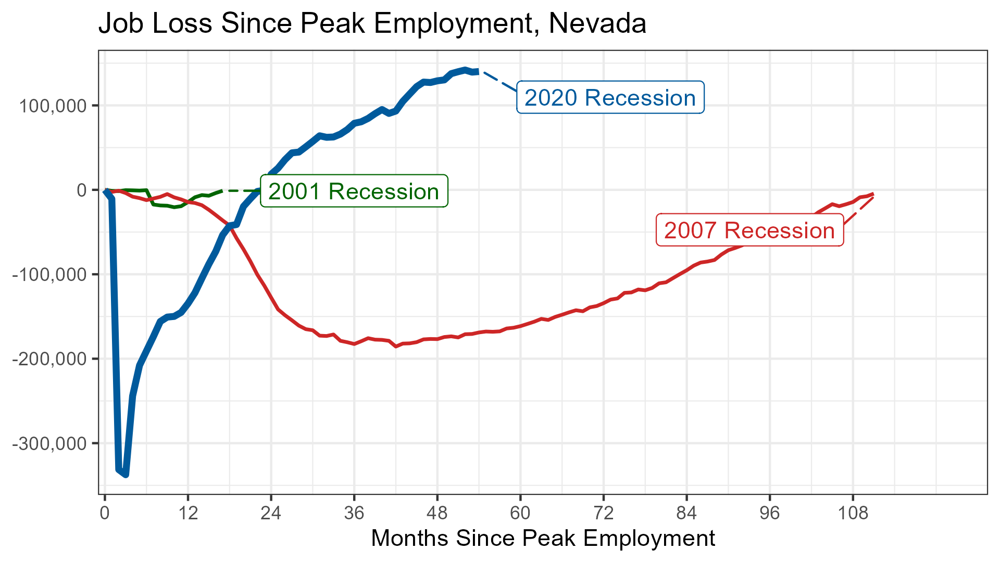 Job Loss Since Peak Employment, Nevada
100,000
0
-100,000
-200,000
-300,000
2020 Recession
2001 Recession
2007 Recession
0 12 24 36 48 60 72 84 96 108
Months Since Peak Employment